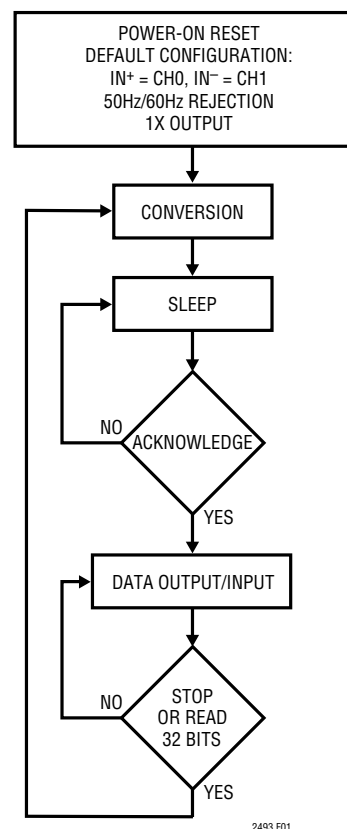 POWER-ON RESET
DEFAULT CONFIGURATION:
IN+ = CH0, IN– = CH1
50Hz/60Hz REJECTION
1X OUTPUT
CONVERSION
SLEEP
NO
ACKNOWLEDGE
YES
DATA OUTPUT/INPUT
NO
STOP
OR READ
32 BITS
YES
2493 F01